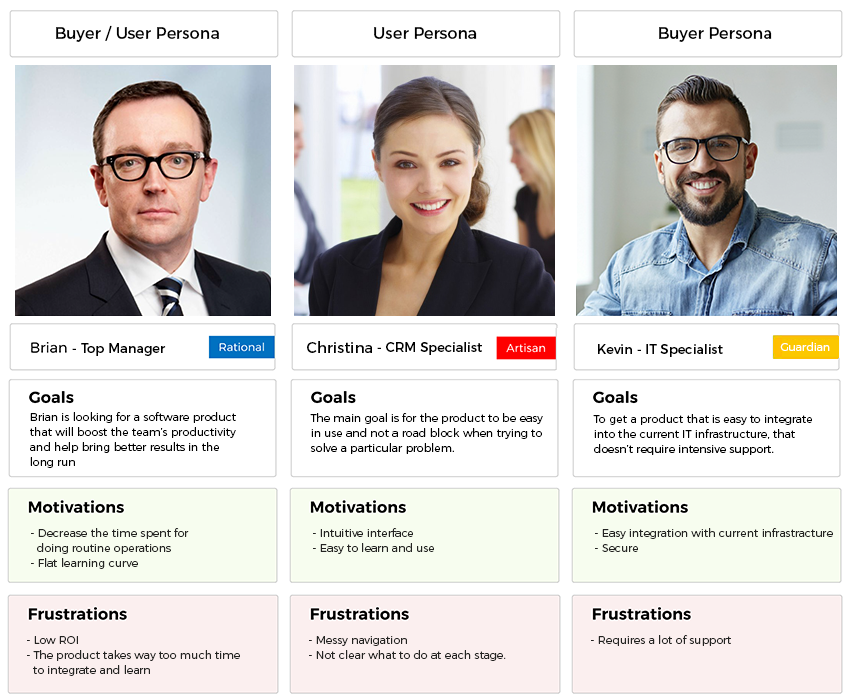 Buyer / User Persona
User Persona
Buyer Persona
Brian - Top Manager
Rational
Christina - CRM Specialist
Artisan
Kevin - IT Specialist
Guardian
Goals
Brian is looking for a software product
that will boost the team's productivity
and help bring better results in the
long run
Goals
The main goal is for the product to be easy
in use and not a road block when trying to
solve a particular problem.
Goals
To get a product that is easy to integrate
into the current IT infrastructure, that
doesn't require intensive support.
Motivations
- Decrease the time spent for
doing routine operations
- Flat learning curve
Motivations
- Intuitive interface
- Easy to learn and use
Motivations
- Easy integration with current infrastracture
- Secure
Frustrations
- Low ROI
- The product takes way too much time
to integrate and learn
Frustrations
- Messy navigation
- Not clear what to do at each stage.
Frustrations
- Requires a lot of support